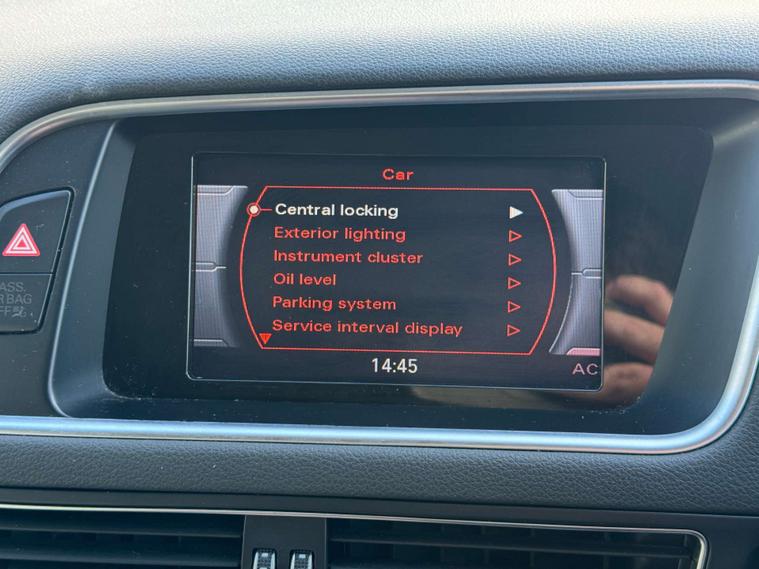 Car
Central locking
Exterior lighting
Instrument cluster
Oil level
Parking system
Service interval display
14:45
AC